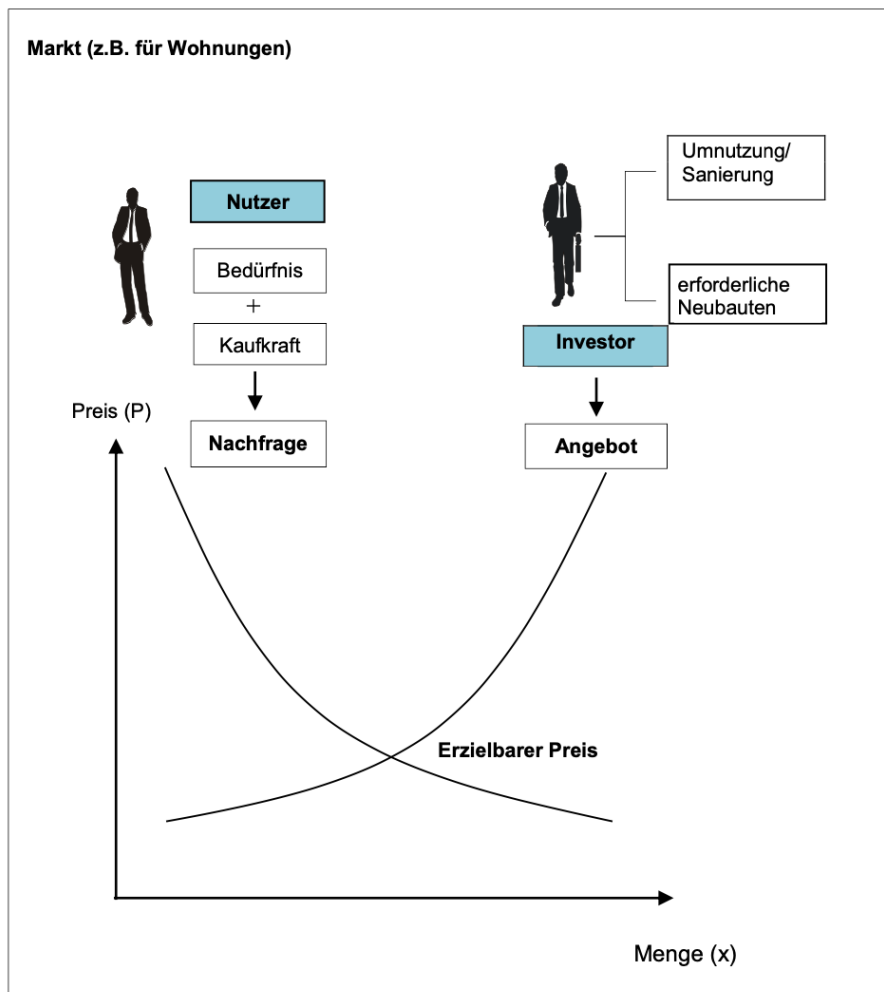 Markt (z.B. für Wohnungen)
Nutzer
Bedürfnis
+
Kaufkraft
Nachfrage
Umnutzung/
Sanierung
erforderliche
Neubauten
Investor
Angebot
Preis (P)
Erzielbarer Preis
Menge (x)